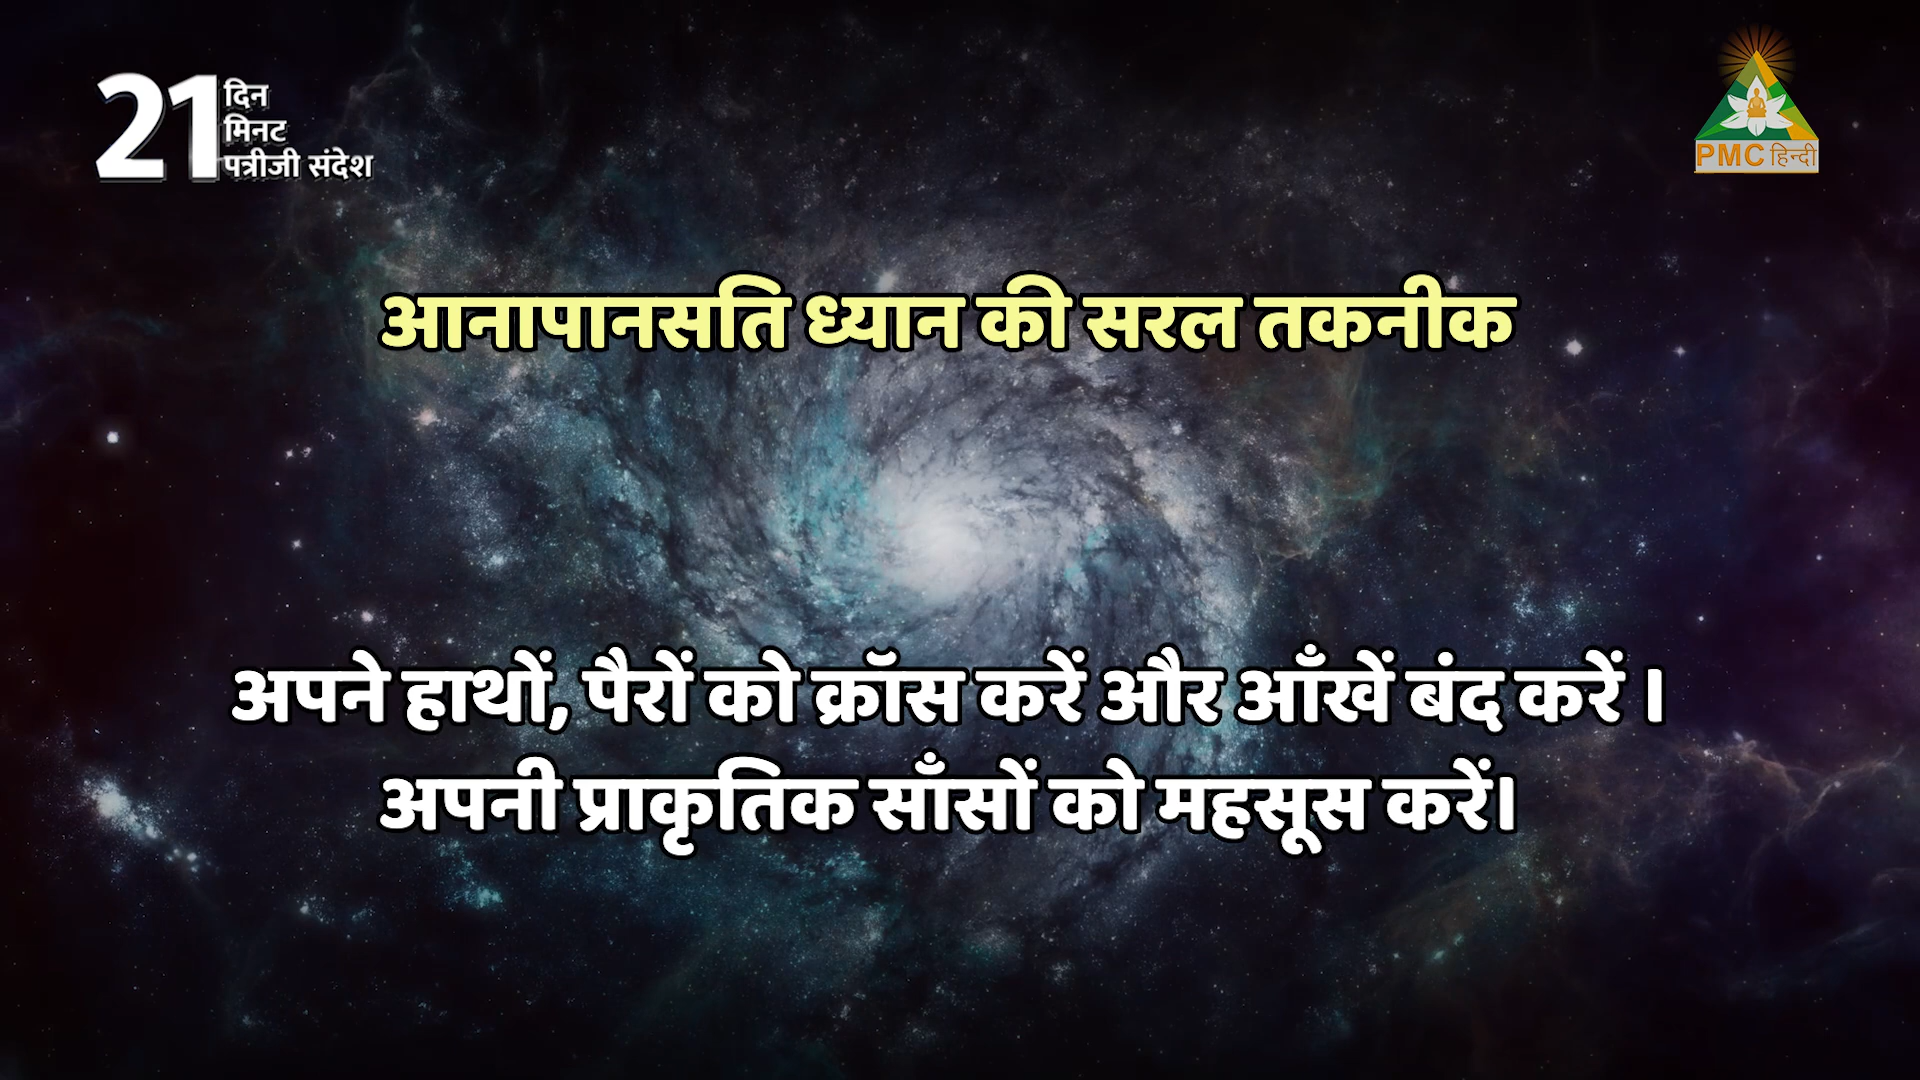 21 दिन
मिनट
पत्रीजी संदेश
PMC हिन्दी
आनापानसति ध्यान की सरल तकनीक
अपने हाथों, पैरों को क्रॉस करें और आँखें बंद करें ।
अपनी प्राकृतिक साँसों को महसूस करें।